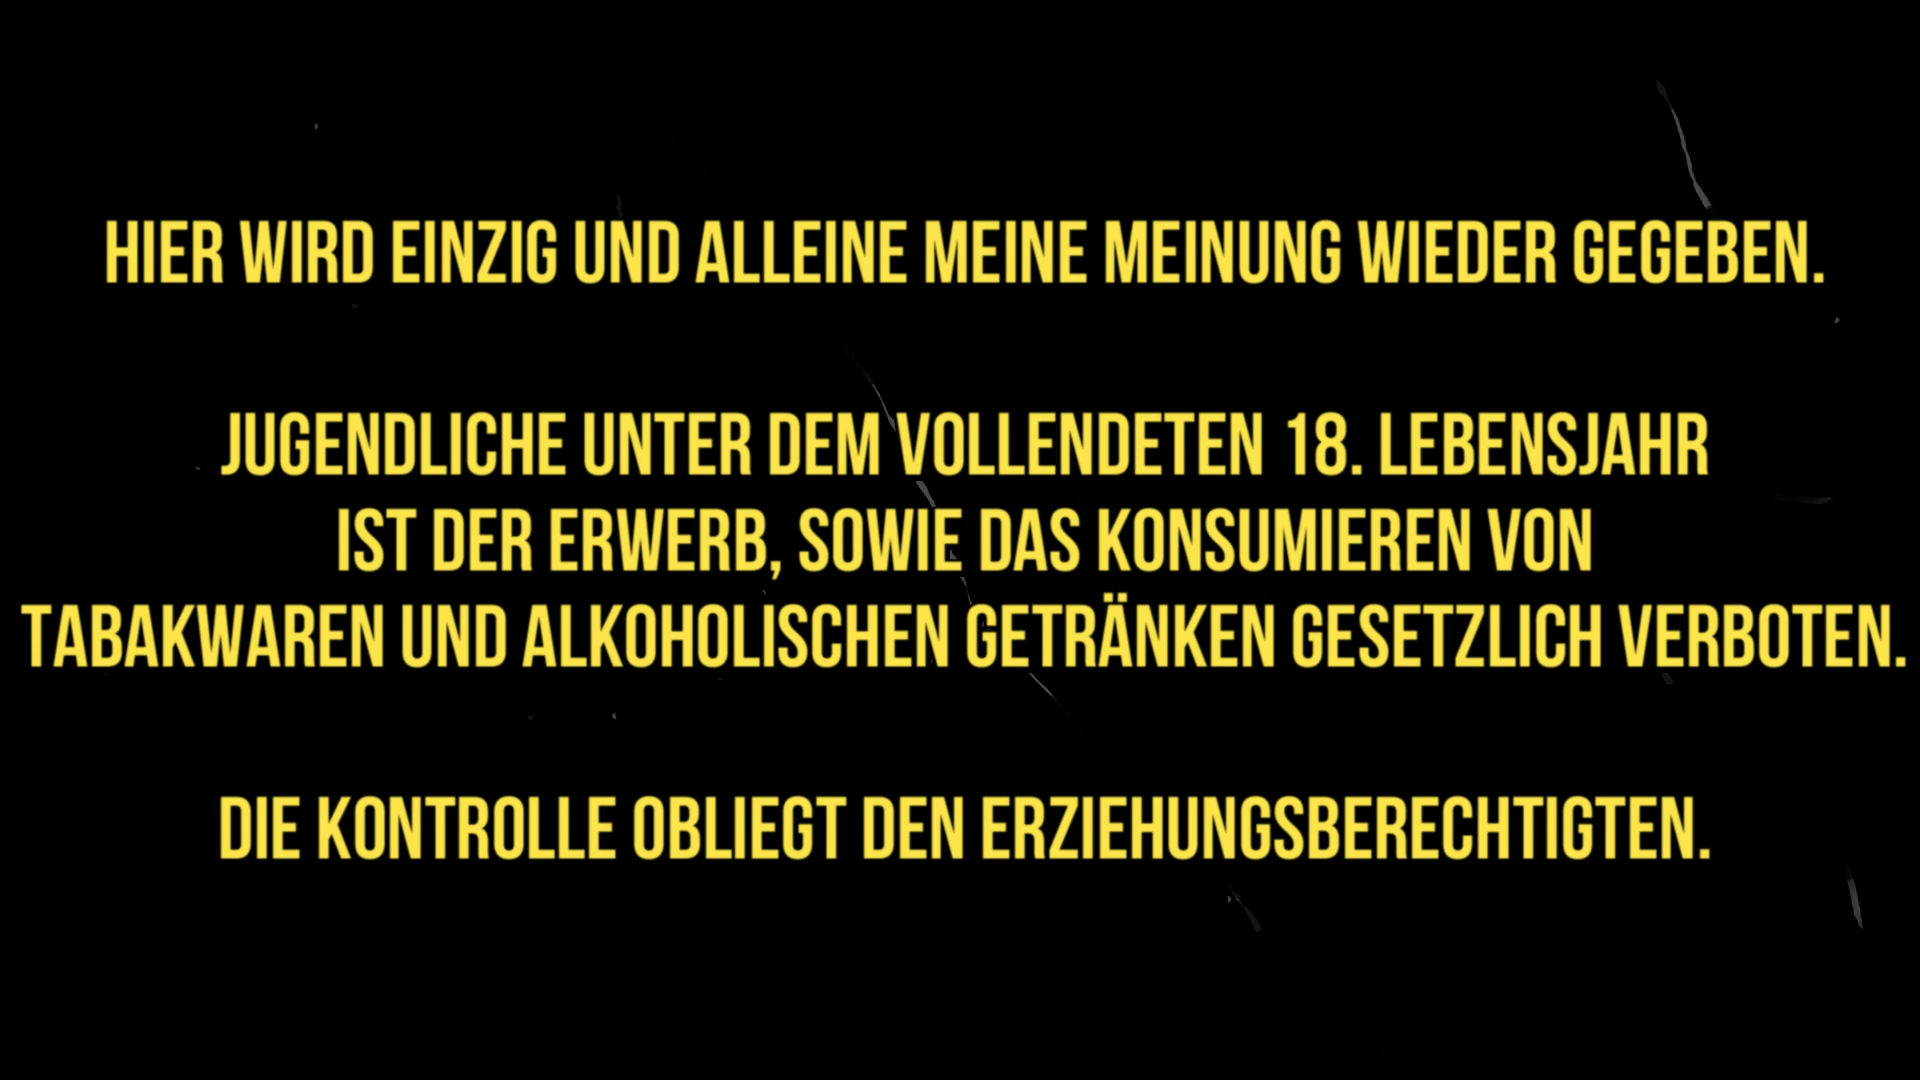 HIER WIRD EINZIG UND ALLEINE MEINE MEINUNG WIEDER GEGEBEN.
JUGENDLICHE UNTER DEM VOLLENDETEN 18. LEBENSJAHR
IST DER ERWERB, SOWIE DAS KONSUMIEREN VON
TABAKWAREN UND ALKOHOLISCHEN GETRÄNKEN GESETZLICH VERBOTEN.
DIE KONTROLLE OBLIEGT DEN ERZIEHUNGSBERECHTIGTEN.